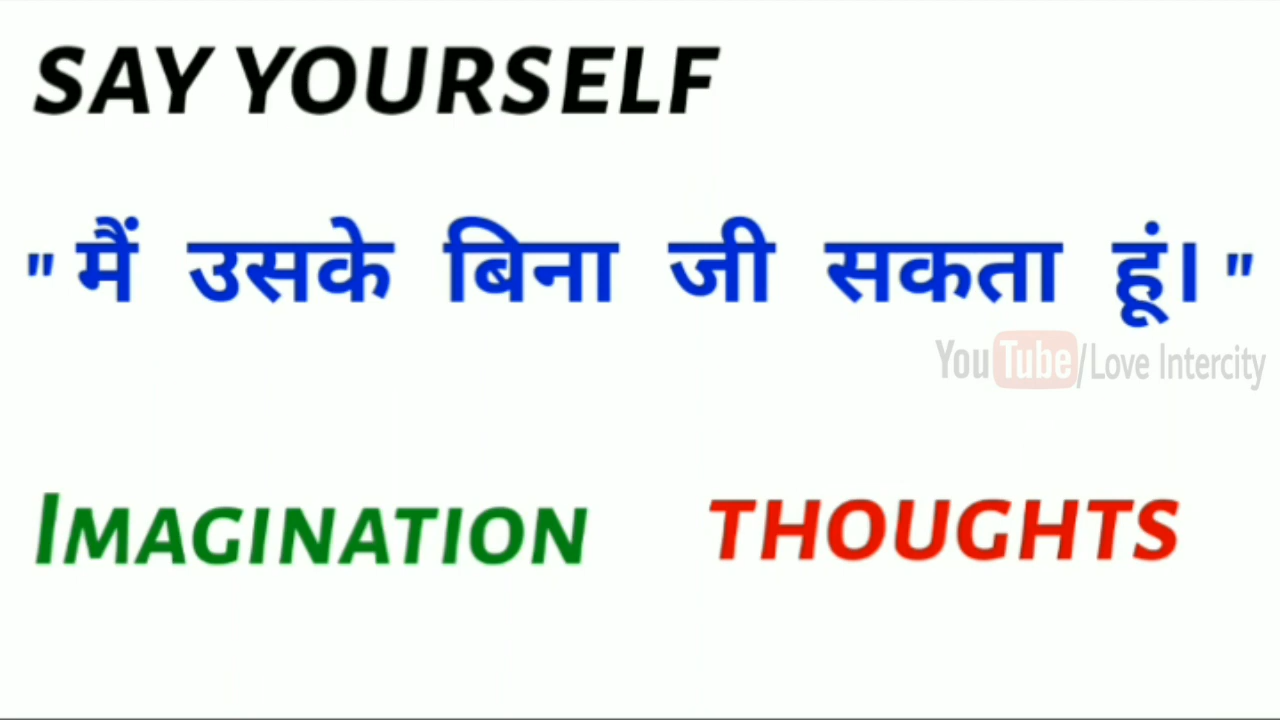 SAY YOURSELF
" मैं उसके बिना जी सकता हूं। "
YouTube/Love Intercity
IMAGINATION THOUGHTS